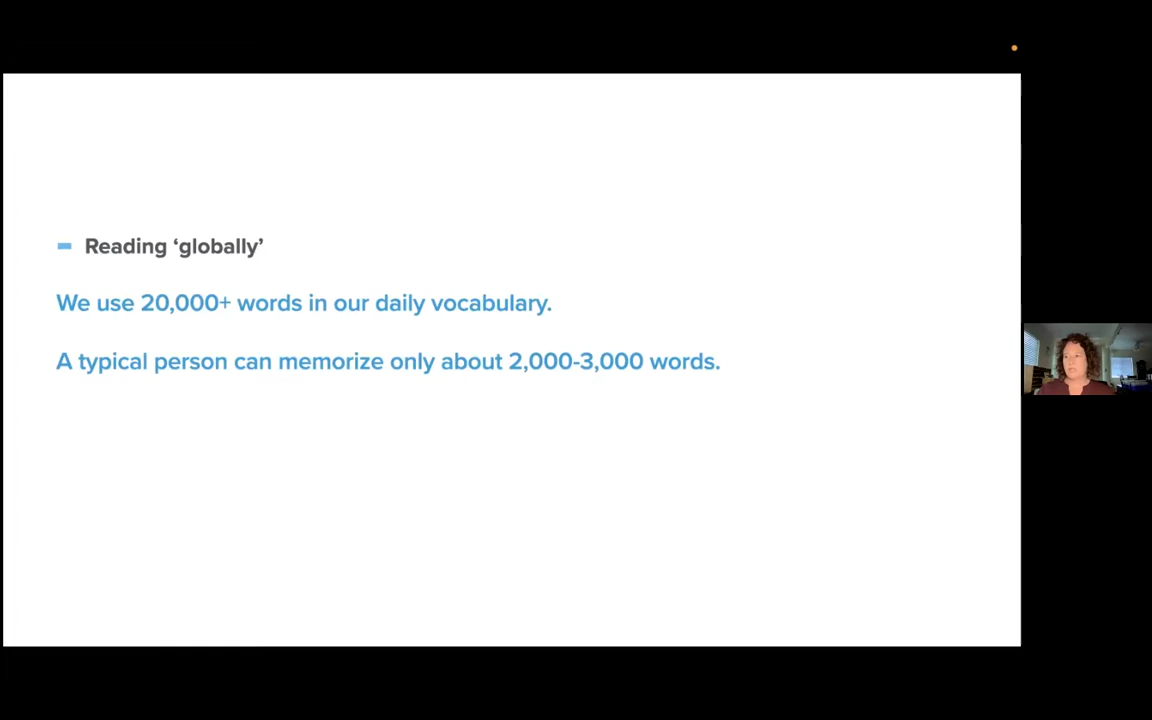 Reading ‘globally’
We use 20,000+ words in our daily vocabulary.
A typical person can memorize only about 2,000-3,000 words.